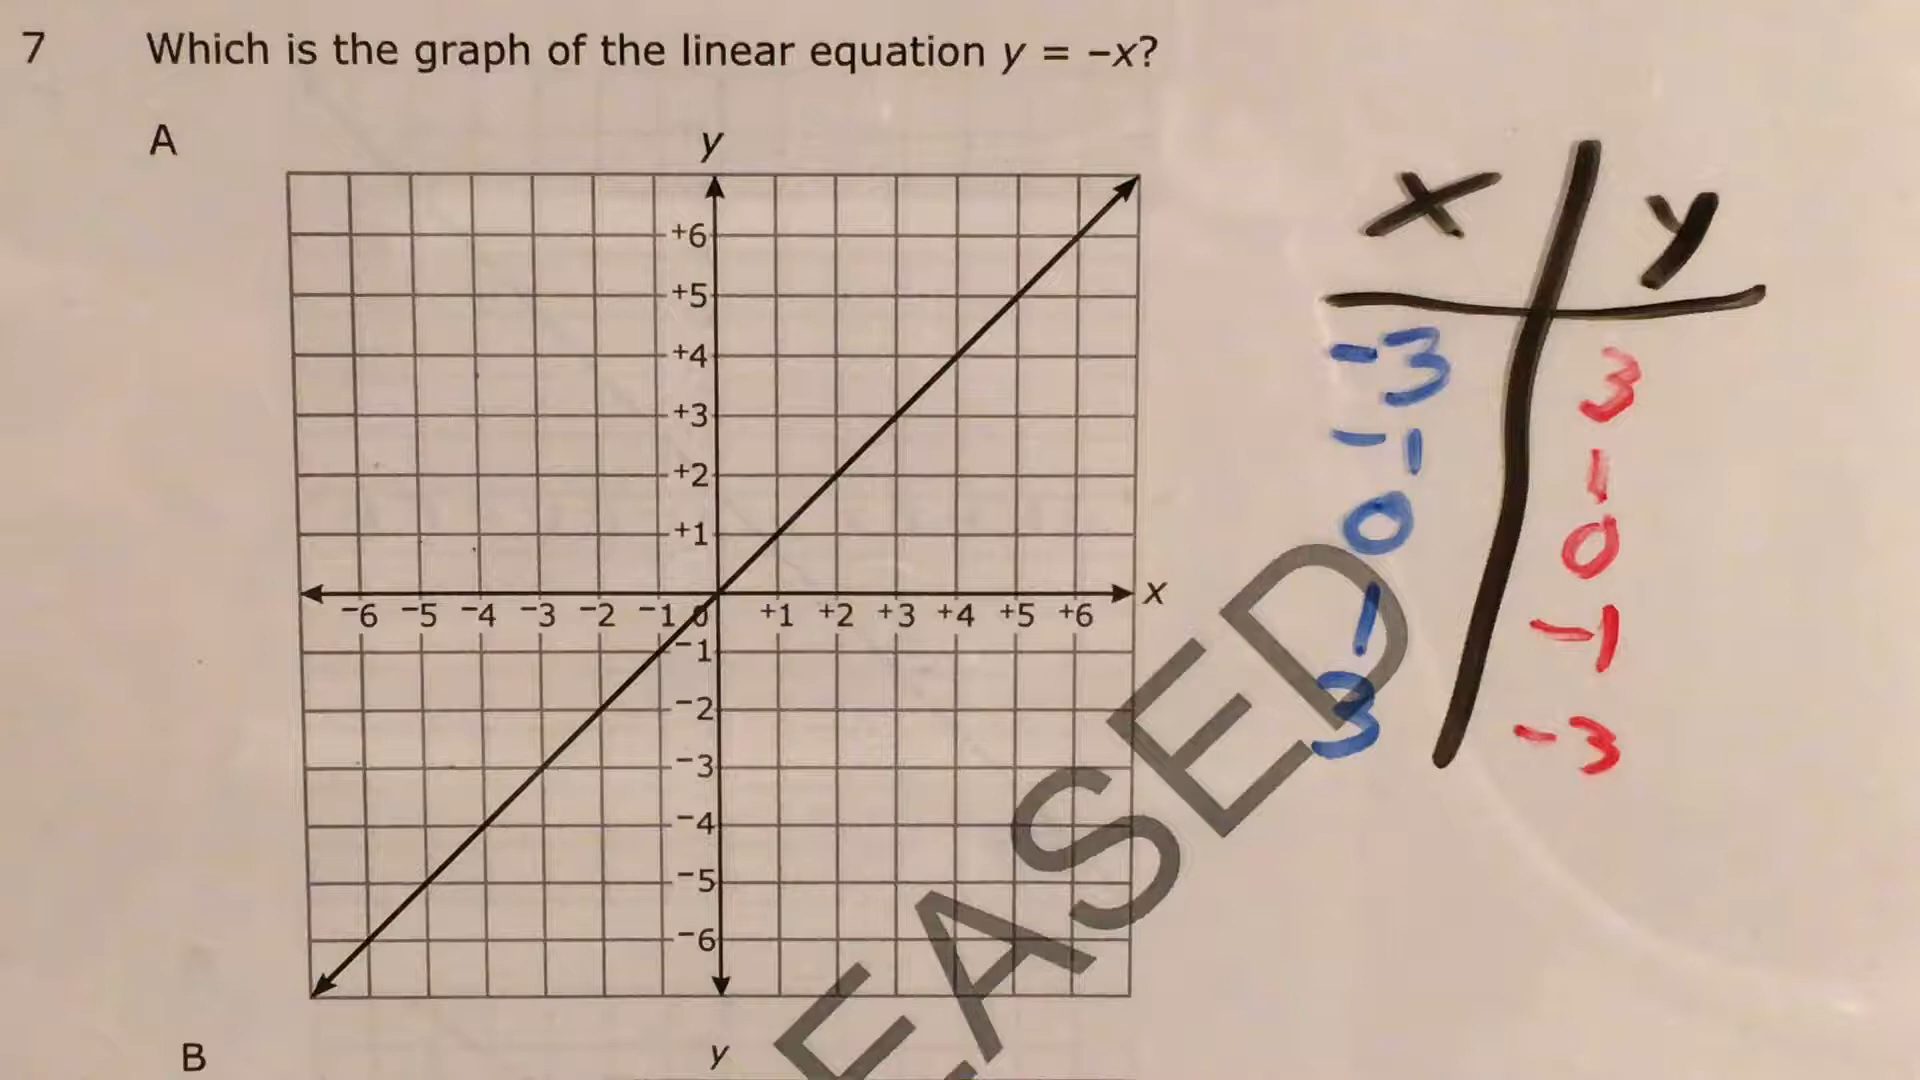 7 Which is the graph of the linear equation y = –x?
A
y
+6
+5
+4
+3
+2
+1
–6 –5 –4 –3 –2 –1 0 +1 +2 +3 +4 +5 +6 x
–1
–2
–3
–4
–5
–6
B y
x y
-3 3
-1 1
0 0
1 -1
3 -3
EASED